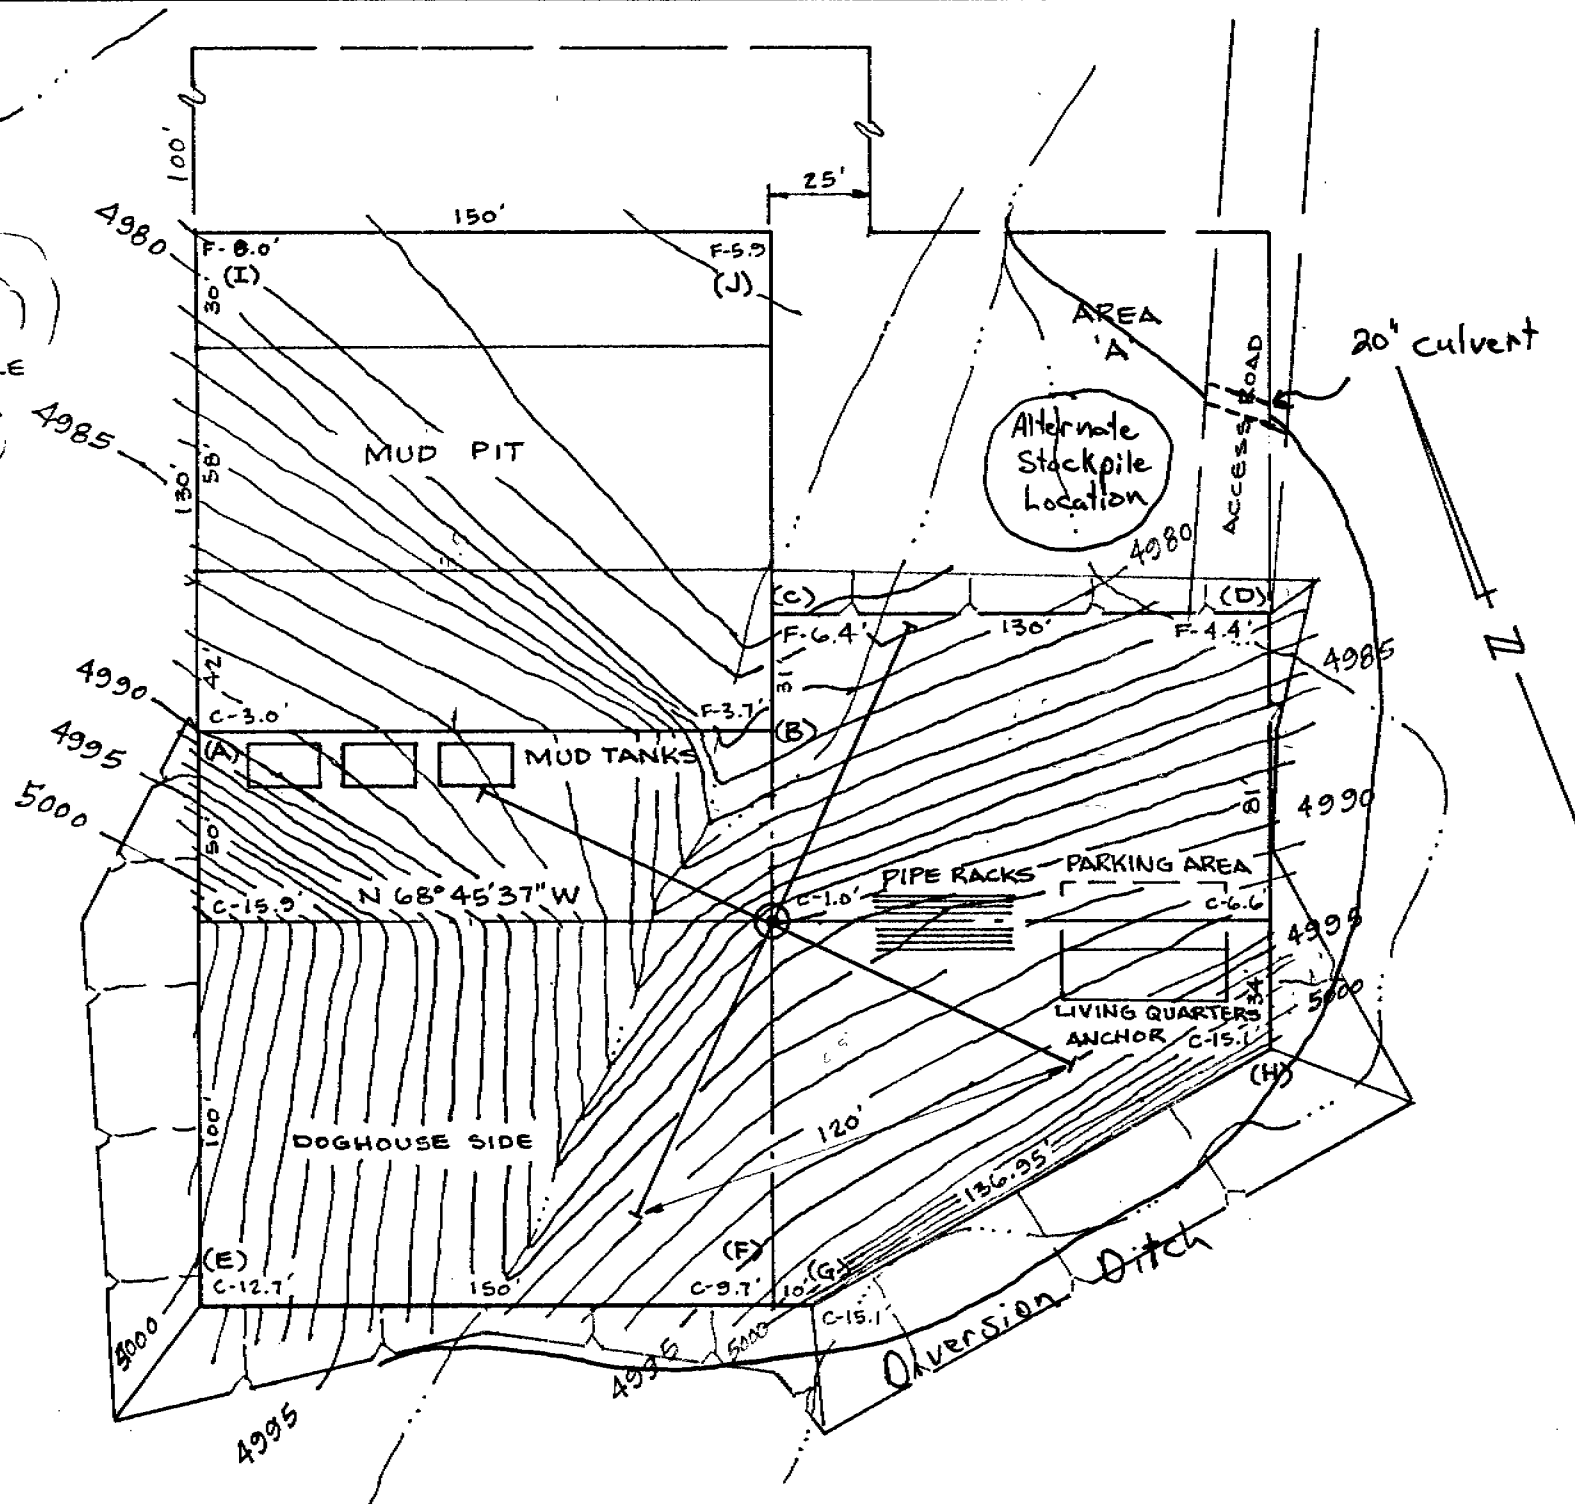 100'
25'
150'
4980
F-8.0'
(I)
30'
F-5.9
(J)
AREA
'A'
20" culvert
LE
4985
58'
130'
MUD PIT
ACCESS ROAD
Alternate
Stockpile
Location
4980
(C)
(D)
F-6.4'
130'
F-4.4'
31'
Z
4985
4990
42'
C-3.0'
F-3.7'
(A)
(B)
MUD TANKS
4995
5000
50'
81'
4990
PIPE RACKS
PARKING AREA
C-15.9'
N 68°45'37" W
C-1.0'
C-6.6'
4995
34'
5000
LIVING QUARTERS
ANCHOR
C-15.1'
(H)
100'
DOGHOUSE SIDE
120'
136.95'
(E)
C-12.7'
150'
(F)
C-9.7'
10'
(G)
C-15.1'
5000
4995
5000
Diversion Ditch
4995